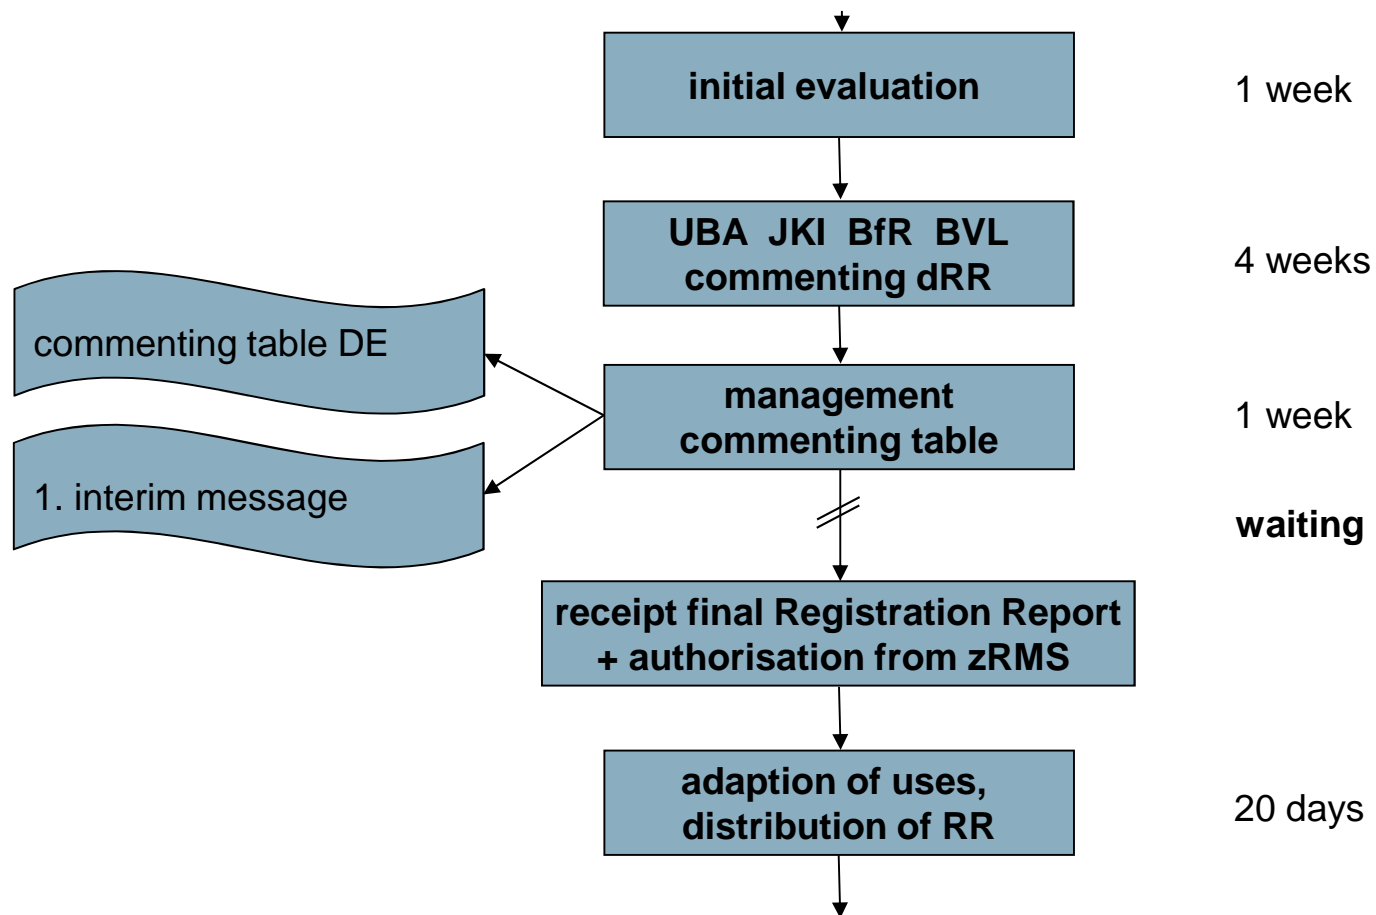 initial evaluation
1 week
UBA JKI BfR BVL
commenting dRR
4 weeks
commenting table DE
management
commenting table
1 week
1. interim message
waiting
receipt final Registration Report
+ authorisation from zRMS
adaption of uses,
distribution of RR
20 days